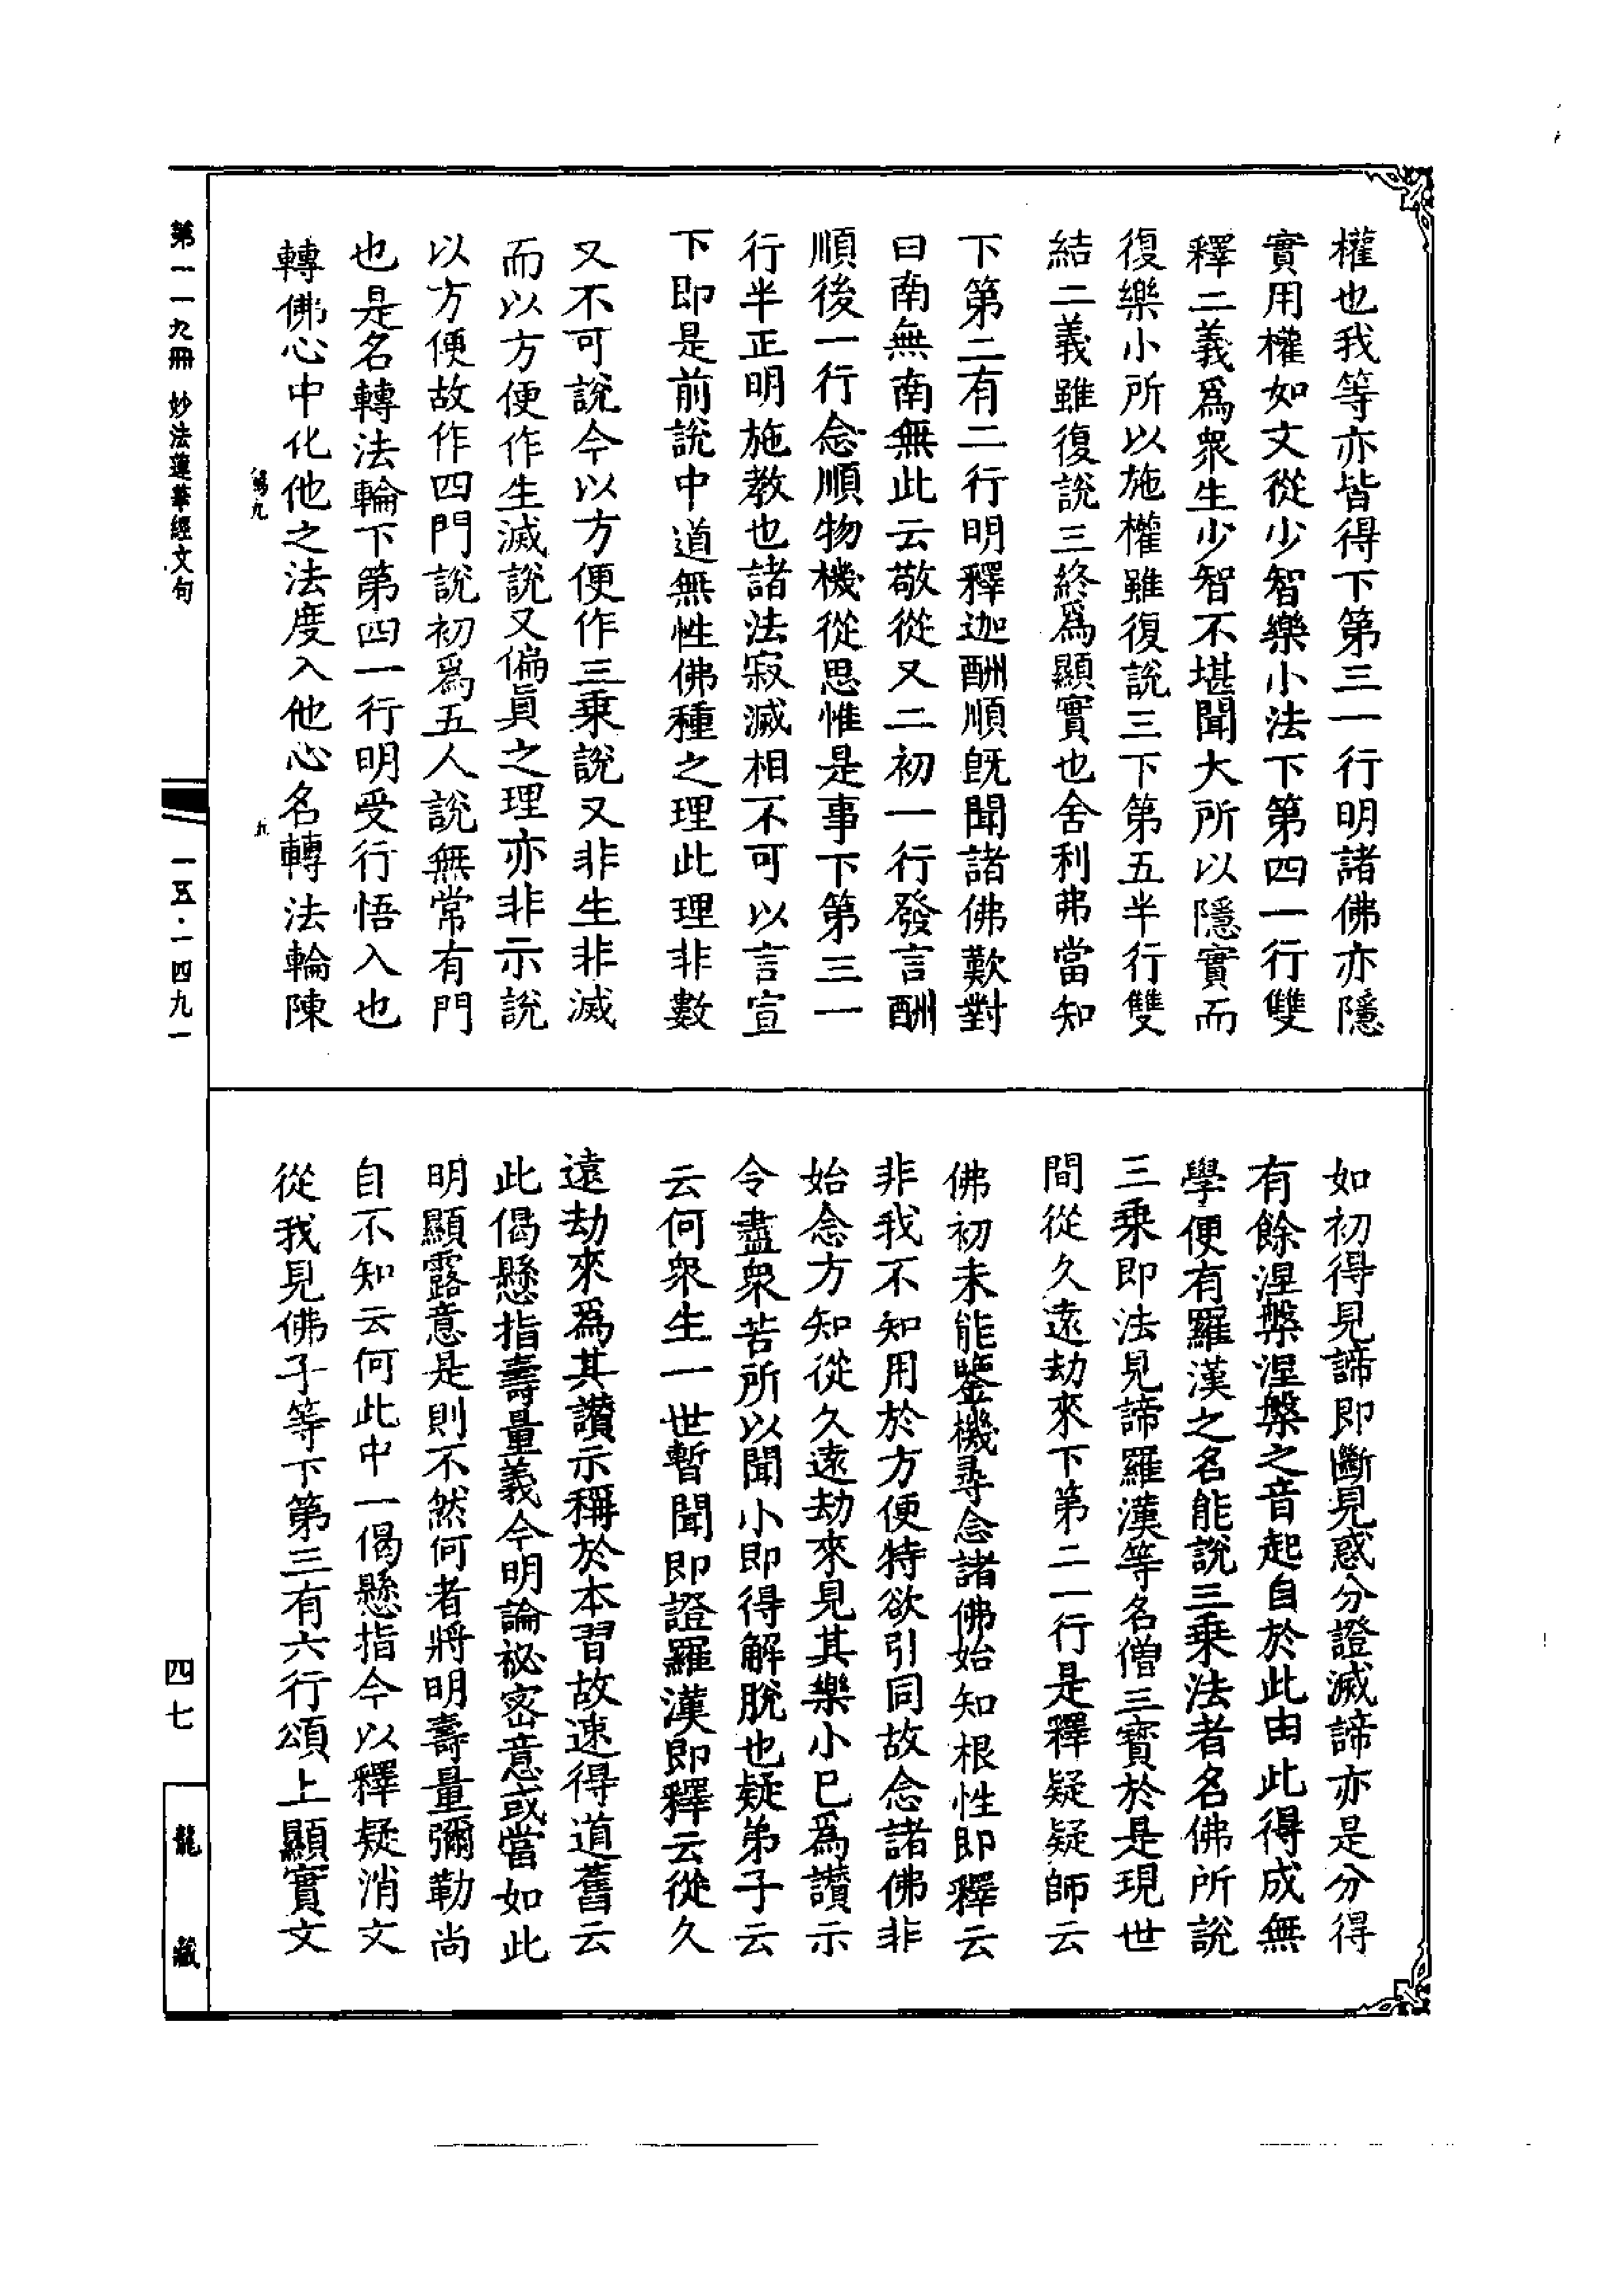 權也我等亦皆得下第三一行明諸佛亦隱
實用權如文從少智樂小法下第四一行雙
釋二義爲衆生少智不堪聞大所以隱實而
復樂小所以施權雖復說三下第五半行雙
結二義雖復說三終爲顯實也舍利弗當知
下第二有二行明釋迦酬順旣聞諸佛歎對
曰南無南無此云敬從又二初一行發言酬
順後一行念順物機從思惟是事下第三一
行半正明施教也諸法寂滅相不可以言宣
下即是前說中道無性佛種之理此理非數
又不可說今以方便作三乗說又非生非滅
而以方便作生滅說又偏眞之理亦非示說
以方便故作四門說初爲五人說無常有門
也是名轉法輪下第四一行明受行悟入也
轉佛心中化他之法度入他心名轉法輪陳
如初得見諦即斷見惑分證滅諦亦是分得
有餘涅槃涅槃之音起自於此由此得成無
學便有羅漢之名能說三乗法者名佛所說
三乗即法見諦羅漢等名僧三寳於是現世
間從久遠劫來下第二一行是釋疑疑師云
佛初未能鑒機尋念諸佛始知根性即釋云
非我不知用於方便特欲引同故念諸佛非
始念方知從久遠劫來見其樂小已爲讚示
令盡衆苦所以聞小即得解脫也疑弟子云
云何衆生一世暫聞即證羅漢即釋云從久
遠劫來爲其讚示稱於本習故速得道舊云
此偈懸指壽量義今明論祕密意或當如此
明顯露意是則不然何者將明壽量彌勒尚
自不知云何此中一偈懸指今以釋疑消文
從我見佛子等下第三有六行頌上顯實文
第一一九冊 妙法蓮華經文句
一五·一四九一
四七
龍藏